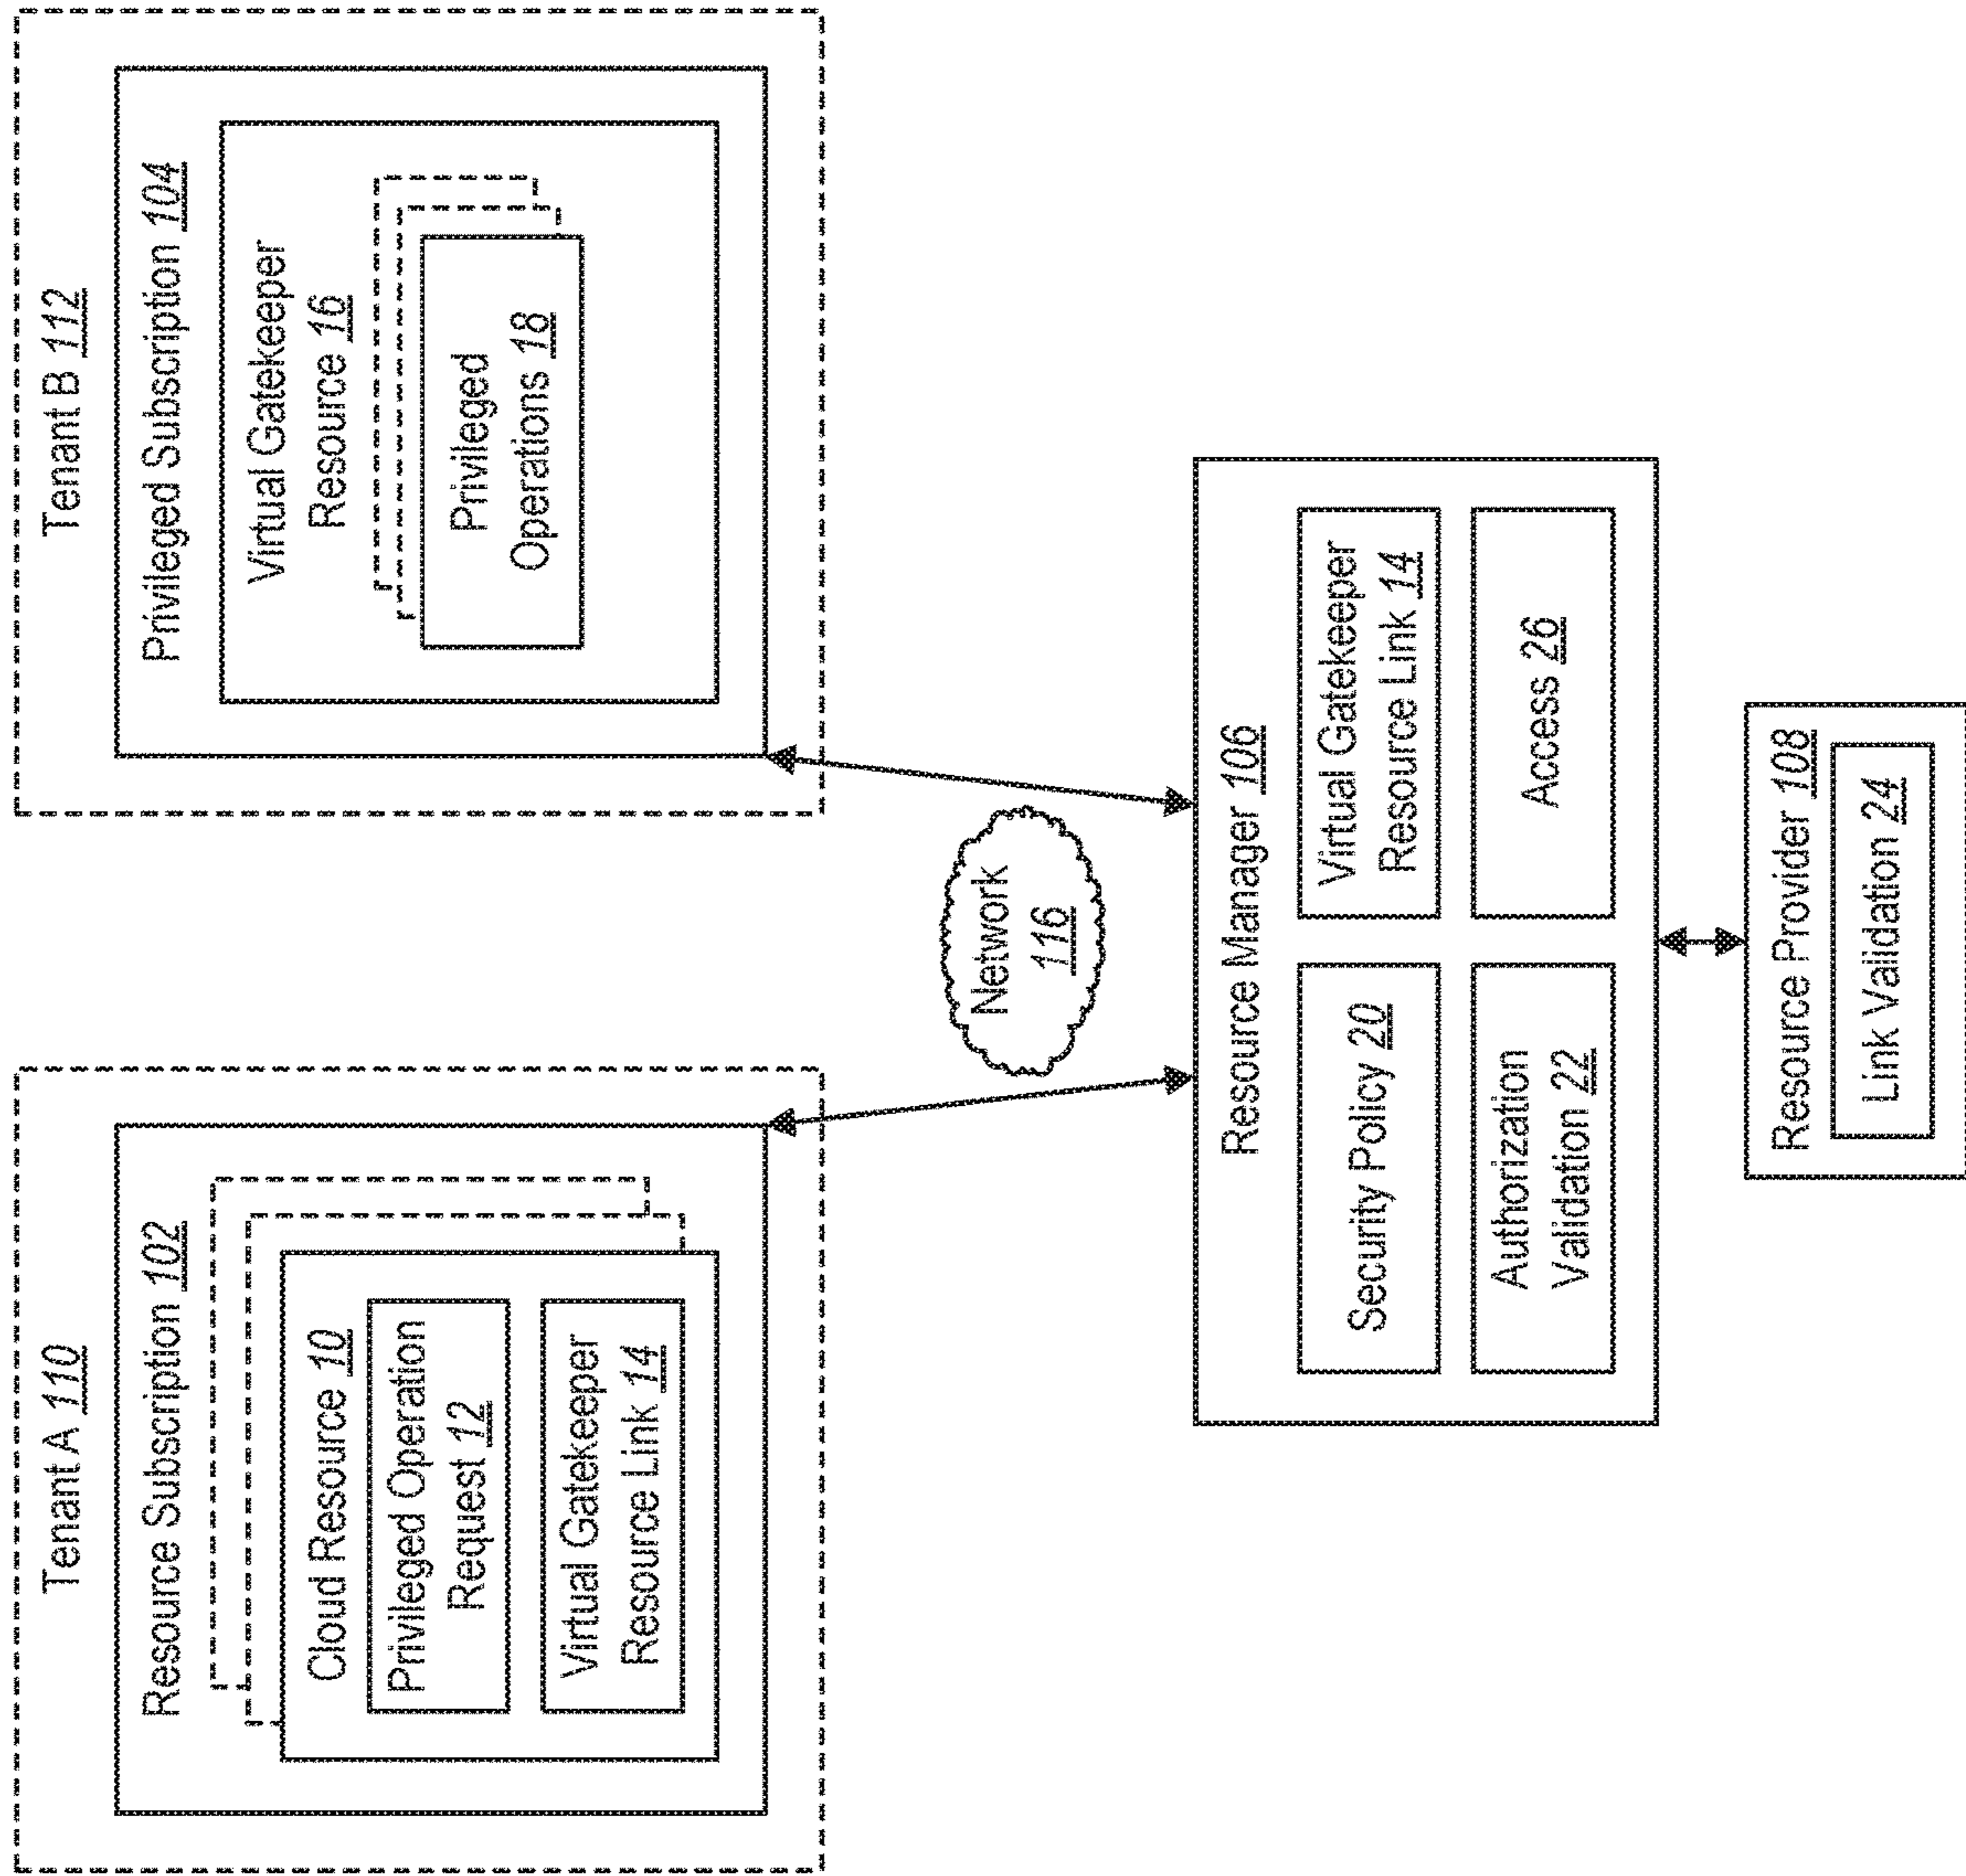 Tenant A 110
Resource Subscription 102
Cloud Resource 10
Privileged Operation
Request 12
Virtual Gatekeeper
Resource Link 14
Tenant B 112
Privileged Subscription 104
Virtual Gatekeeper
Resource 16
Privileged
Operations 18
Network
116
Resource Manager 106
Security Policy 20
Virtual Gatekeeper
Resource Link 14
Authorization
Validation 22
Access 26
Resource Provider 108
Link Validation 24